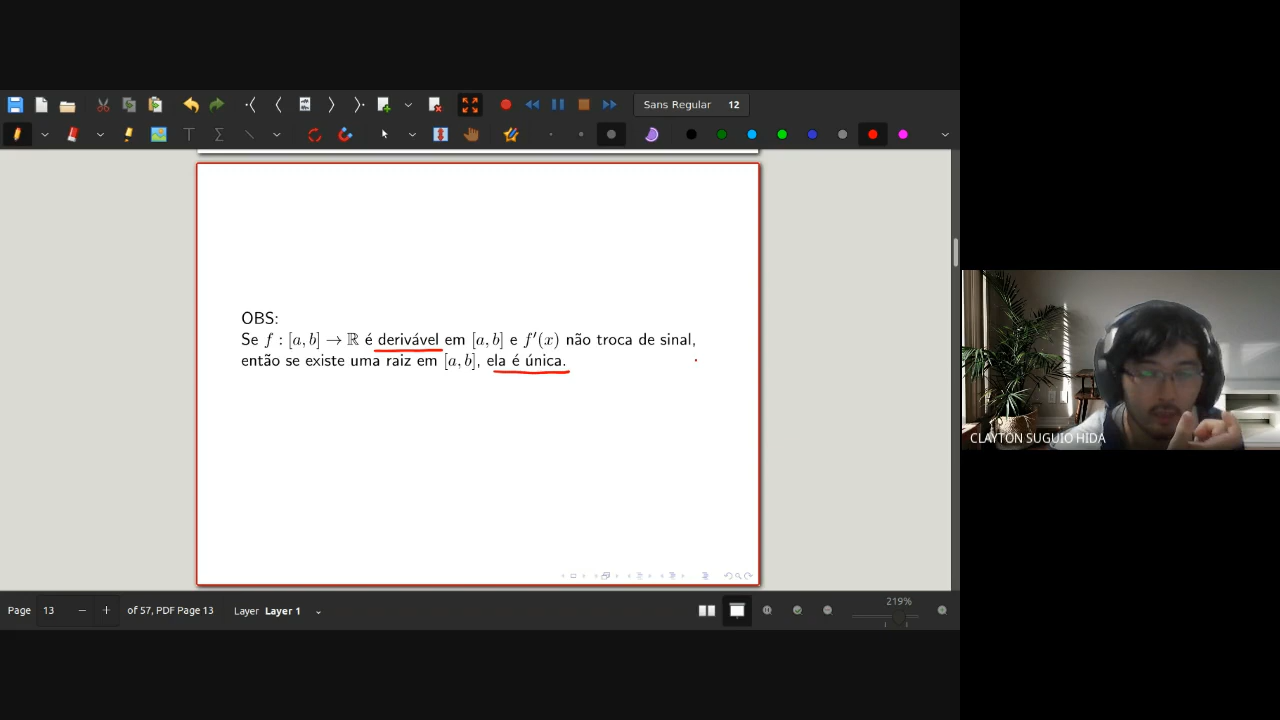 Sans Regular 12
OBS:
Se f : [a, b] → ℝ é derivável em [a, b] e f′(x) não troca de sinal,
então se existe uma raiz em [a, b], ela é única.
CLAYTON SUGUIO HIDA
Page 13 of 57, PDF Page 13 Layer Layer 1 219%